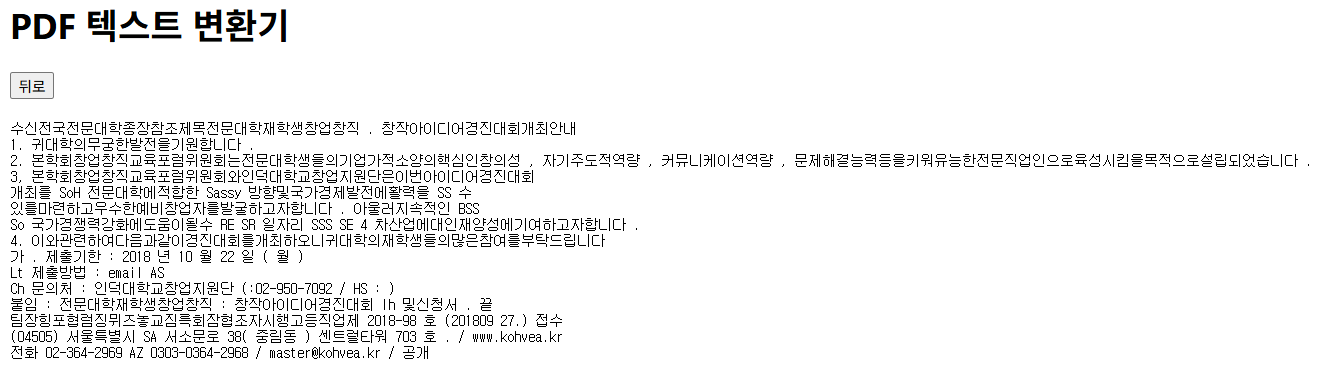 PDF 텍스트 변환기
뒤로
수신전국전문대학종장참조제목전문대학재학생창업창직 . 창작아이디어경진대회개최안내
1. 귀대학의무궁한발전을기원합니다 .
2. 본학회창업창직교육포럼위원회는전문대학생들의기업가적소양의핵심인창의성 , 자기주도적역량 , 커뮤니케이션역량 , 문제해결능력등을키워유능한전문직업인으로육성시킴을목적으로설립되었습니다 .
3, 본학회창업창직교육포럼위원회와인덕대학교창업지원단은이번아이디어경진대회
개최를 SoH 전문대학에적합한 Sassy 방향및국가경제발전에활력을 SS 수
있를마련하고우수한예비창업자를발굴하고자합니다 . 아울러지속적인 BSS
So 국가경쟁력강화에도움이될수 RE SR 일자리 SSS SE 4 차산업에대인재양성에기여하고자합니다 .
4. 이와관련하여다음과같이경진대회를개최하오니귀대학의재학생들의많은참여를부탁드립니다
가 . 제출기한 : 2018 년 10 월 22 일 ( 월 )
Lt 제출방법 : email AS
Ch 문의처 : 인덕대학교창업지원단 (:02-950-7092 / HS : )
붙임 : 전문대학재학생창업창직 : 창작아이디어경진대회 lh 및신청서 . 끝
팀장힝포협럼징뮈즈놓교짐특회잠협조자시행고등직업제 2018-98 호 (201809 27.) 접수
(04505) 서울특별시 SA 서소문로 38( 중림동 ) 센트럴타워 703 호 . / www.kohvea.kr
전화 02-364-2969 AZ 0303-0364-2968 / master@kohvea.kr / 공개